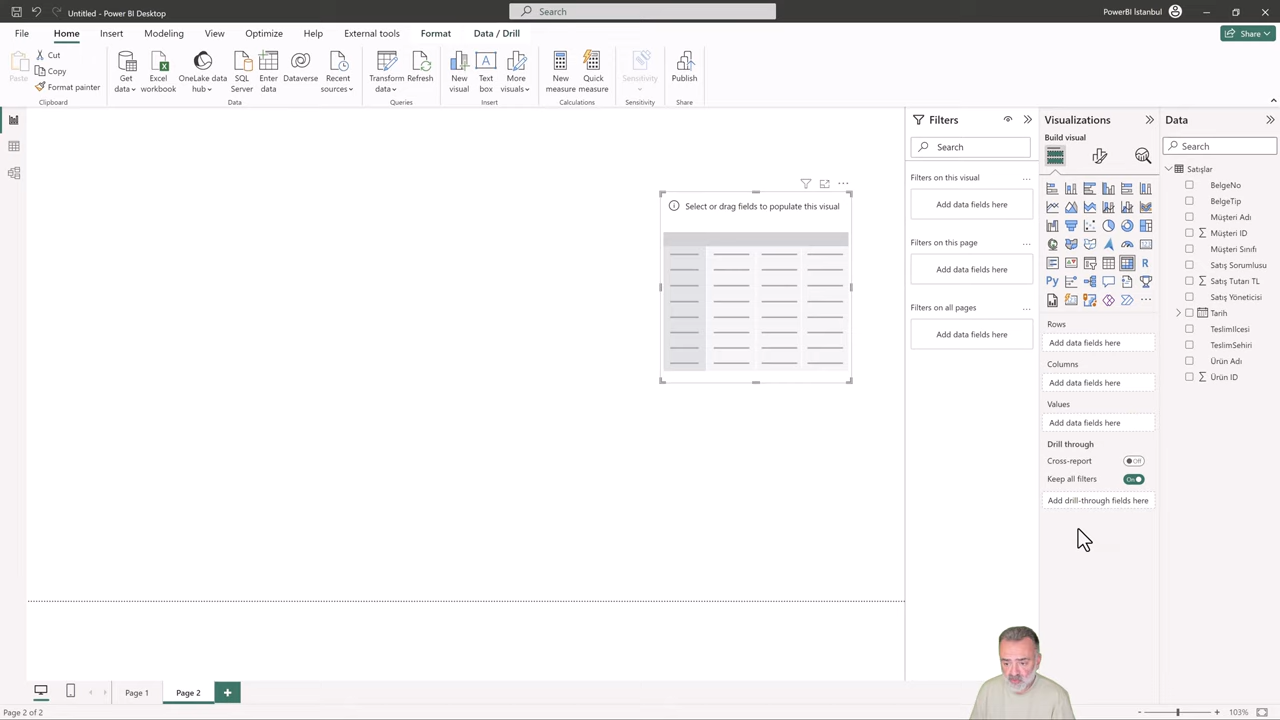 Untitled - Power BI Desktop
Search
PowerBI İstanbul
File
Home
Insert
Modeling
View
Optimize
Help
External tools
Format
Data / Drill
Share
Paste
Cut
Copy
Format painter
Clipboard
Get data
Excel workbook
OneLake data hub
SQL Server
Enter data
Dataverse
Recent sources
Data
Transform data
Refresh
Queries
New visual
Text box
More visuals
Insert
New measure
Quick measure
Calculations
Sensitivity
Sensitivity
Publish
Share
Select or drag fields to populate this visual
Filters
Search
Filters on this visual
Add data fields here
Filters on this page
Add data fields here
Filters on all pages
Add data fields here
Visualizations
Build visual
Rows
Add data fields here
Columns
Add data fields here
Values
Add data fields here
Drill through
Cross-report
Off
Keep all filters
On
Add drill-through fields here
Data
Search
Satışlar
BelgeNo
BelgeTip
Müşteri Adı
Müşteri ID
Müşteri Sınıfı
Satış Sorumlusu
Satış Tutarı TL
Satış Yöneticisi
Tarih
TeslimIlcesi
TeslimSehiri
Ürün Adı
Ürün ID
Page 1
Page 2
Page 2 of 2
103%